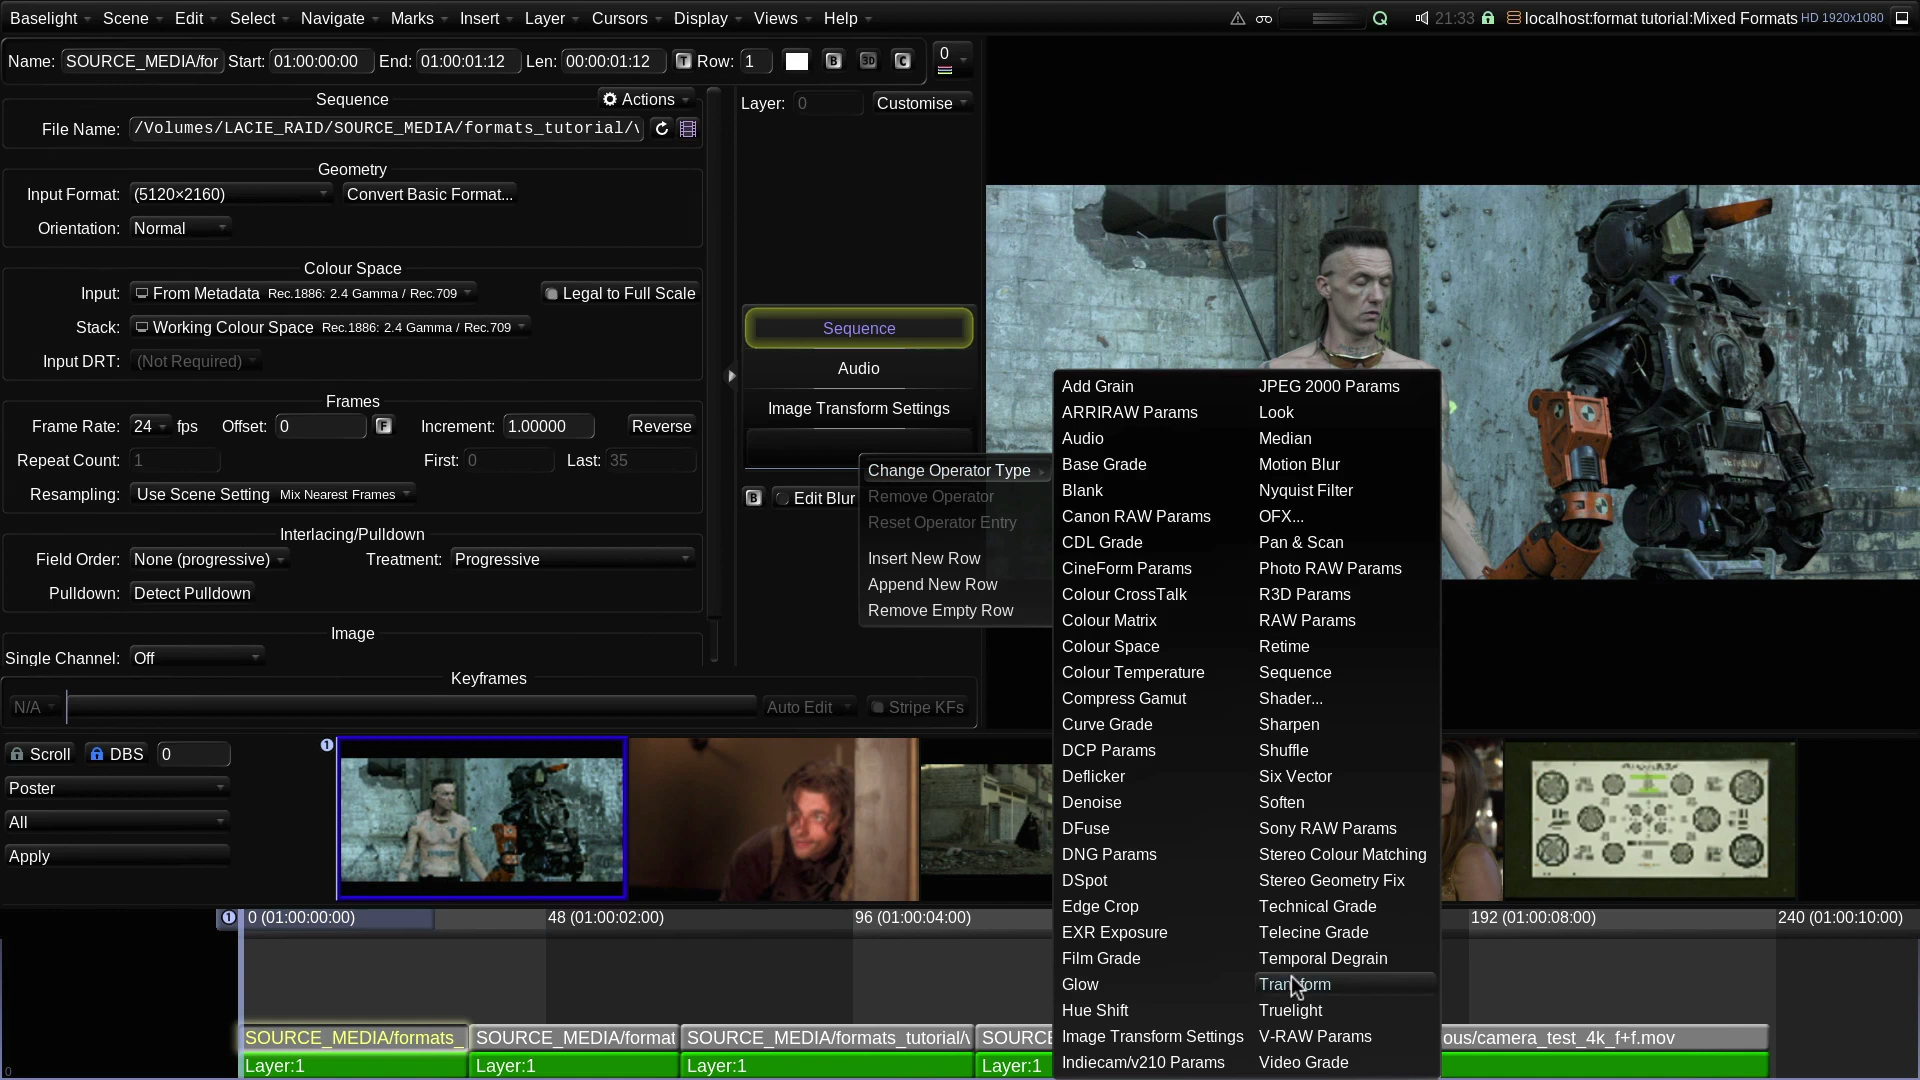 Baselight Scene Edit Select Navigate Marks Insert Layer Cursors Display Views Help 21:33 localhost:format tutorial:Mixed Formats HD 1920x1080
Name: SOURCE_MEDIA/for Start: 01:00:00:00 End: 01:00:01:12 Len: 00:00:01:12 T Row: 1 B 3D C 0
Sequence Actions
File Name: /Volumes/LACIE_RAID/SOURCE_MEDIA/formats_tutorial/v
Geometry
Input Format: (5120×2160) Convert Basic Format...
Orientation: Normal
Colour Space
Input: From Metadata Rec.1886: 2.4 Gamma / Rec.709 Legal to Full Scale
Stack: Working Colour Space Rec.1886: 2.4 Gamma / Rec.709
Input DRT: (Not Required)
Frames
Frame Rate: 24 fps Offset: 0 F Increment: 1.00000 Reverse
Repeat Count: 1 First: 0 Last: 35
Resampling: Use Scene Setting Mix Nearest Frames
Interlacing/Pulldown
Field Order: None (progressive) Treatment: Progressive
Pulldown: Detect Pulldown
Image
Single Channel: Off
Keyframes
N/A Auto Edit Stripe KFs
Layer: 0 Customise
Sequence
Audio
Image Transform Settings
B Edit Blur
Change Operator Type
Remove Operator
Reset Operator Entry
Insert New Row
Append New Row
Remove Empty Row
Add Grain
ARRIRAW Params
Audio
Base Grade
Blank
Canon RAW Params
CDL Grade
CineForm Params
Colour CrossTalk
Colour Matrix
Colour Space
Colour Temperature
Compress Gamut
Curve Grade
DCP Params
Deflicker
Denoise
DFuse
DNG Params
DSpot
Edge Crop
EXR Exposure
Film Grade
Glow
Hue Shift
Image Transform Settings
Indiecam/v210 Params
JPEG 2000 Params
Look
Median
Motion Blur
Nyquist Filter
OFX...
Pan & Scan
Photo RAW Params
R3D Params
RAW Params
Retime
Sequence
Shader...
Sharpen
Shuffle
Six Vector
Soften
Sony RAW Params
Stereo Colour Matching
Stereo Geometry Fix
Technical Grade
Telecine Grade
Temporal Degrain
Transform
Truelight
V-RAW Params
Video Grade
Scroll DBS 0
Poster
All
Apply
1
1 0 (01:00:00:00) 48 (01:00:02:00) 96 (01:00:04:00) 192 (01:00:08:00) 240 (01:00:10:00)
SOURCE_MEDIA/formats_ SOURCE_MEDIA/format SOURCE_MEDIA/formats_tutorial/v SOURCE ous/camera_test_4k_f+f.mov
Layer:1 Layer:1 Layer:1 Layer:1
0